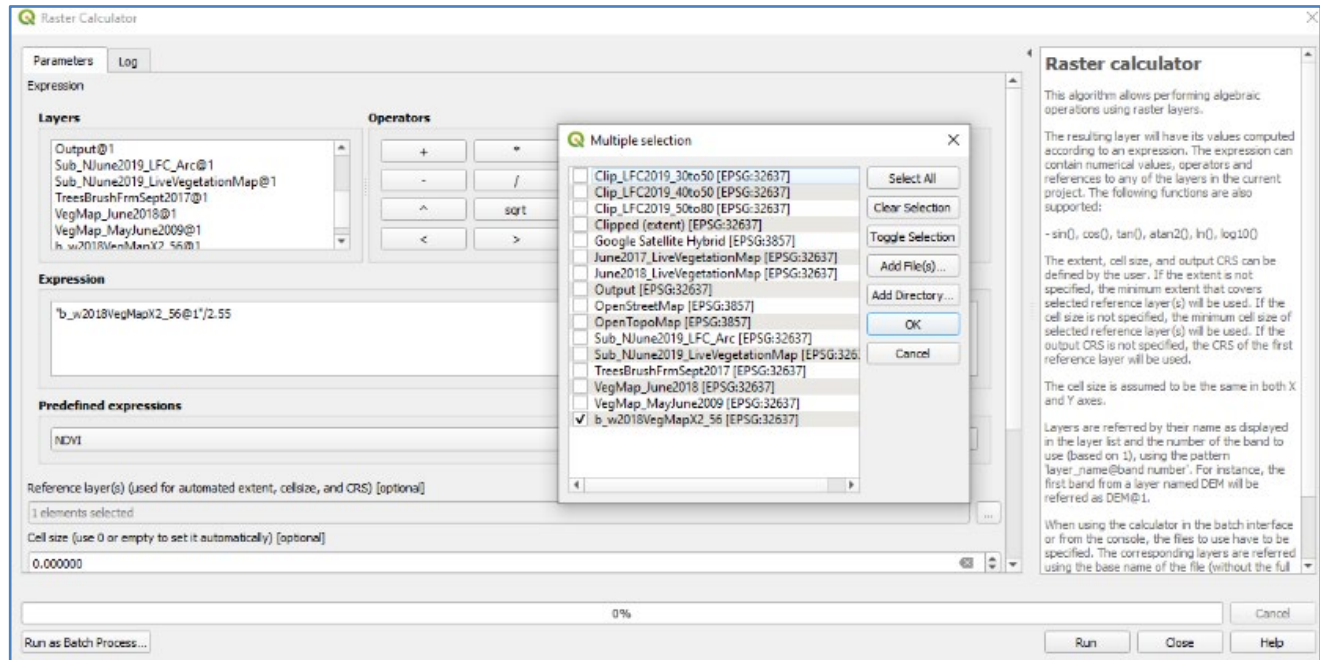 Raster Calculator
Parameters Log
Expression
Layers
Output@1
Sub_NJune2019_LFC_Arc@1
Sub_NJune2019_LiveVegetationMap@1
TreesBrushFrmSept2017@1
VegMap_June2018@1
VegMap_MayJune2009@1
b_w2018VegMapX2_56@1
Operators
+ *
- /
^ sqrt
< >
Expression
"b_w2018VegMapX2_56@1"/2.55
Predefined expressions
NDVI
Reference layer(s) (used for automated extent, cellsize, and CRS) [optional]
1 elements selected
...
Cell size (use 0 or empty to set it automatically) [optional]
0.000000
Multiple selection
Clip_LFC2019_30to50 [EPSG:32637]
Clip_LFC2019_40to50 [EPSG:32637]
Clip_LFC2019_50to80 [EPSG:32637]
Clipped (extent) [EPSG:32637]
Google Satellite Hybrid [EPSG:3857]
June2017_LiveVegetationMap [EPSG:32637]
June2018_LiveVegetationMap [EPSG:32637]
Output [EPSG:32637]
OpenStreetMap [EPSG:3857]
OpenTopoMap [EPSG:3857]
Sub_NJune2019_LFC_Arc [EPSG:32637]
Sub_NJune2019_LiveVegetationMap [EPSG:326
TreesBrushFrmSept2017 [EPSG:32637]
VegMap_June2018 [EPSG:32637]
VegMap_MayJune2009 [EPSG:32637]
b_w2018VegMapX2_56 [EPSG:32637]
Select All
Clear Selection
Toggle Selection
Add File(s)...
Add Directory...
OK
Cancel
Raster calculator
This algorithm allows performing algebraic
operations using raster layers.
The resulting layer will have its values computed
according to an expression. The expression can
contain numerical values, operators and
references to any of the layers in the current
project. The following functions are also
supported:
- sin(), cos(), tan(), atan2(), ln(), log10()
The extent, cell size, and output CRS can be
defined by the user. If the extent is not
specified, the minimum extent that covers
selected reference layer(s) will be used. If the
cell size is not specified, the minimum cell size of
selected reference layer(s) will be used. If the
output CRS is not specified, the CRS of the first
reference layer will be used.
The cell size is assumed to be the same in both X
and Y axes.
Layers are referred by their name as displayed
in the layer list and the number of the band to
use (based on 1), using the pattern
'layer_name@band number'. For instance, the
first band from a layer named DEM will be
referred as DEM@1.
When using the calculator in the batch interface
or from the console, the files to use have to be
specified. The corresponding layers are referred
using the base name of the file (without the full
0%
Cancel
Run as Batch Process...
Run Close Help